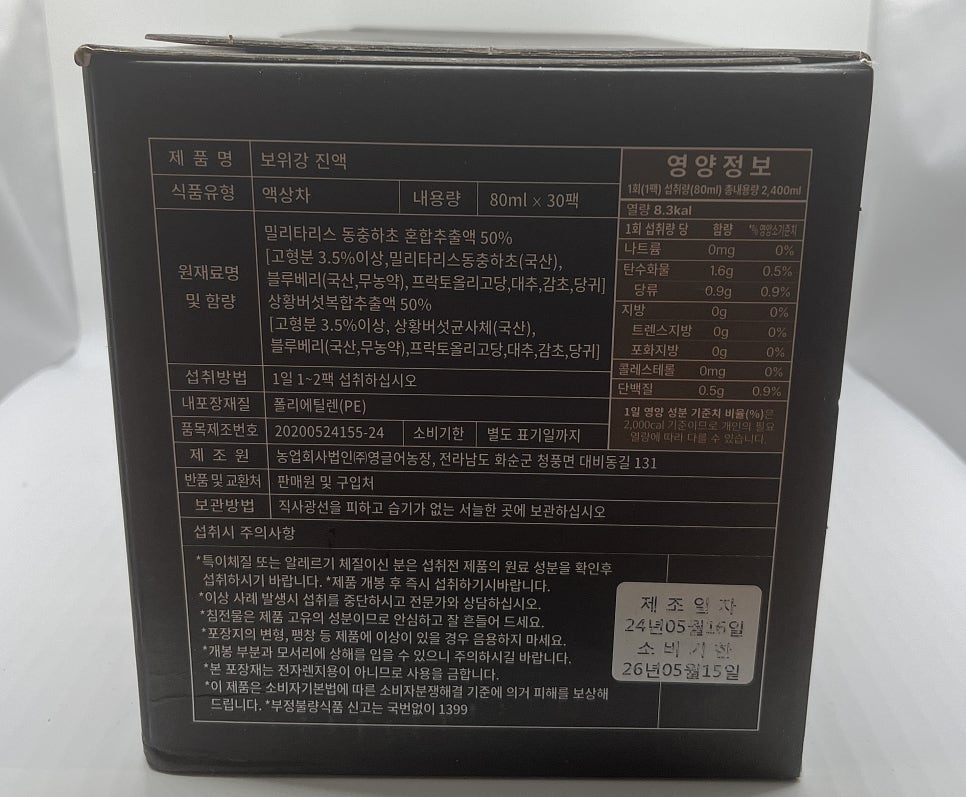 제 품 명 보위강 진액
식품유형 액상차 내용량 80ml × 30팩
원재료명
및 함량
밀리타리스 동충하초 혼합추출액 50%
[고형분 3.5%이상,밀리타리스동충하초(국산),
블루베리(국산,무농약), 프락토올리고당,대추,감초,당귀]
상황버섯복합추출액 50%
[고형분 3.5%이상, 상황버섯균사체(국산),
블루베리(국산,무농약),프락토올리고당,대추,감초,당귀]
섭취방법 1일 1~2팩 섭취하십시오
내포장재질 폴리에틸렌(PE)
품목제조번호 20200524155-24 소비기한 별도 표기일까지
제 조 원 농업회사법인㈜영글어농장, 전라남도 화순군 청풍면 대비동길 131
반품 및 교환처 판매원 및 구입처
보관방법 직사광선을 피하고 습기가 없는 서늘한 곳에 보관하십시오
섭취시 주의사항
*특이체질 또는 알레르기 체질이신 분은 섭취전 제품의 원료 성분을 확인후
섭취하시기 바랍니다. *제품 개봉 후 즉시 섭취하기시바랍니다.
*이상 사례 발생시 섭취를 중단하시고 전문가와 상담하십시오.
*침전물은 제품 고유의 성분이므로 안심하고 잘 흔들어 드세요.
*포장지의 변형, 팽창 등 제품에 이상이 있을 경우 음용하지 마세요.
*개봉 부분과 모서리에 상해를 입을 수 있으니 주의하시길 바랍니다.
*본 포장재는 전자렌지용이 아니므로 사용을 금합니다.
*이 제품은 소비자기본법에 따른 소비자분쟁해결 기준에 의거 피해를 보상해
드립니다. *부정불량식품 신고는 국번없이 1399
영양정보
1회(1팩) 섭취량(80ml) 총내용량 2,400ml
열량 8.3kal
1회 섭취량 당 함량 % 영양소기준치
나트륨 0mg 0%
탄수화물 1.6g 0.5%
당류 0.9g 0.9%
지방 0g 0%
트렌스지방 0g 0%
포화지방 0g 0%
콜레스테롤 0mg 0%
단백질 0.5g 0.9%
1일 영양 성분 기준치 비율(%)은
2,000cal 기준이므로 개인의 필요
열량에 따라 다를 수 있습니다.
제 조 일 자
24년05월16일
소 비 기 한
26년05월15일